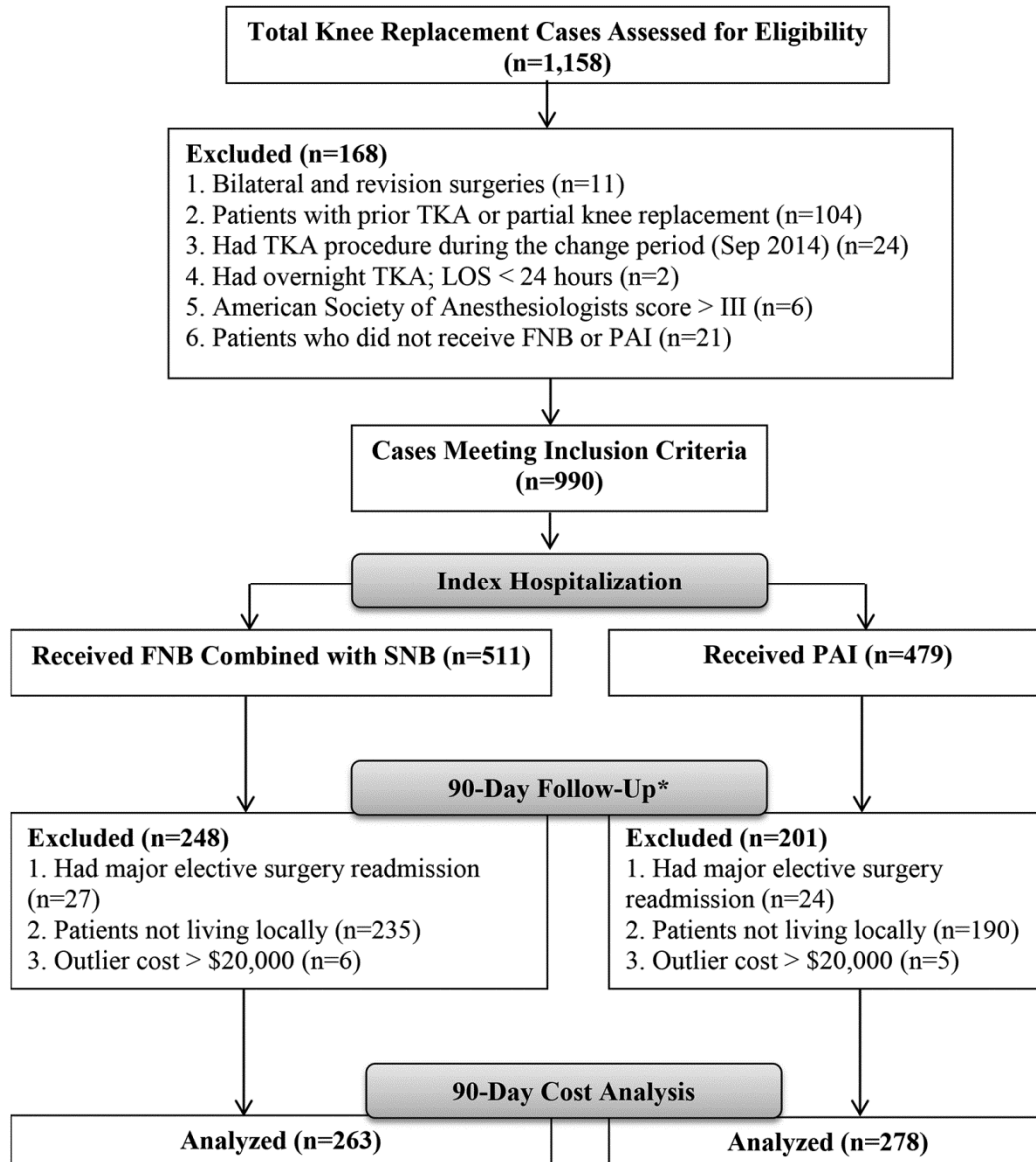 Total Knee Replacement Cases Assessed for Eligibility
(n=1,158)
Excluded (n=168)
1. Bilateral and revision surgeries (n=11)
2. Patients with prior TKA or partial knee replacement (n=104)
3. Had TKA procedure during the change period (Sep 2014) (n=24)
4. Had overnight TKA; LOS < 24 hours (n=2)
5. American Society of Anesthesiologists score > III (n=6)
6. Patients who did not receive FNB or PAI (n=21)
Cases Meeting Inclusion Criteria
(n=990)
Index Hospitalization
Received FNB Combined with SNB (n=511)
Received PAI (n=479)
90-Day Follow-Up*
Excluded (n=248)
1. Had major elective surgery readmission
(n=27)
2. Patients not living locally (n=235)
3. Outlier cost > $20,000 (n=6)
Excluded (n=201)
1. Had major elective surgery
readmission (n=24)
2. Patients not living locally (n=190)
3. Outlier cost > $20,000 (n=5)
90-Day Cost Analysis
Analyzed (n=263)
Analyzed (n=278)